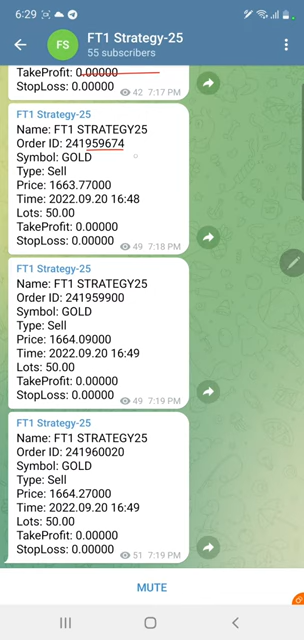 6:29
FS
FT1 Strategy-25
55 subscribers
TakeProfit: 0.00000
StopLoss: 0.00000
42 7:17 PM
FT1 Strategy-25
Name: FT1 STRATEGY25
Order ID: 241959674
Symbol: GOLD
Type: Sell
Price: 1663.77000
Time: 2022.09.20 16:48
Lots: 50.00
TakeProfit: 0.00000
StopLoss: 0.00000
49 7:18 PM
FT1 Strategy-25
Name: FT1 STRATEGY25
Order ID: 241959900
Symbol: GOLD
Type: Sell
Price: 1664.09000
Time: 2022.09.20 16:49
Lots: 50.00
TakeProfit: 0.00000
StopLoss: 0.00000
49 7:19 PM
FT1 Strategy-25
Name: FT1 STRATEGY25
Order ID: 241960020
Symbol: GOLD
Type: Sell
Price: 1664.27000
Time: 2022.09.20 16:49
Lots: 50.00
TakeProfit: 0.00000
StopLoss: 0.00000
51 7:19 PM
MUTE